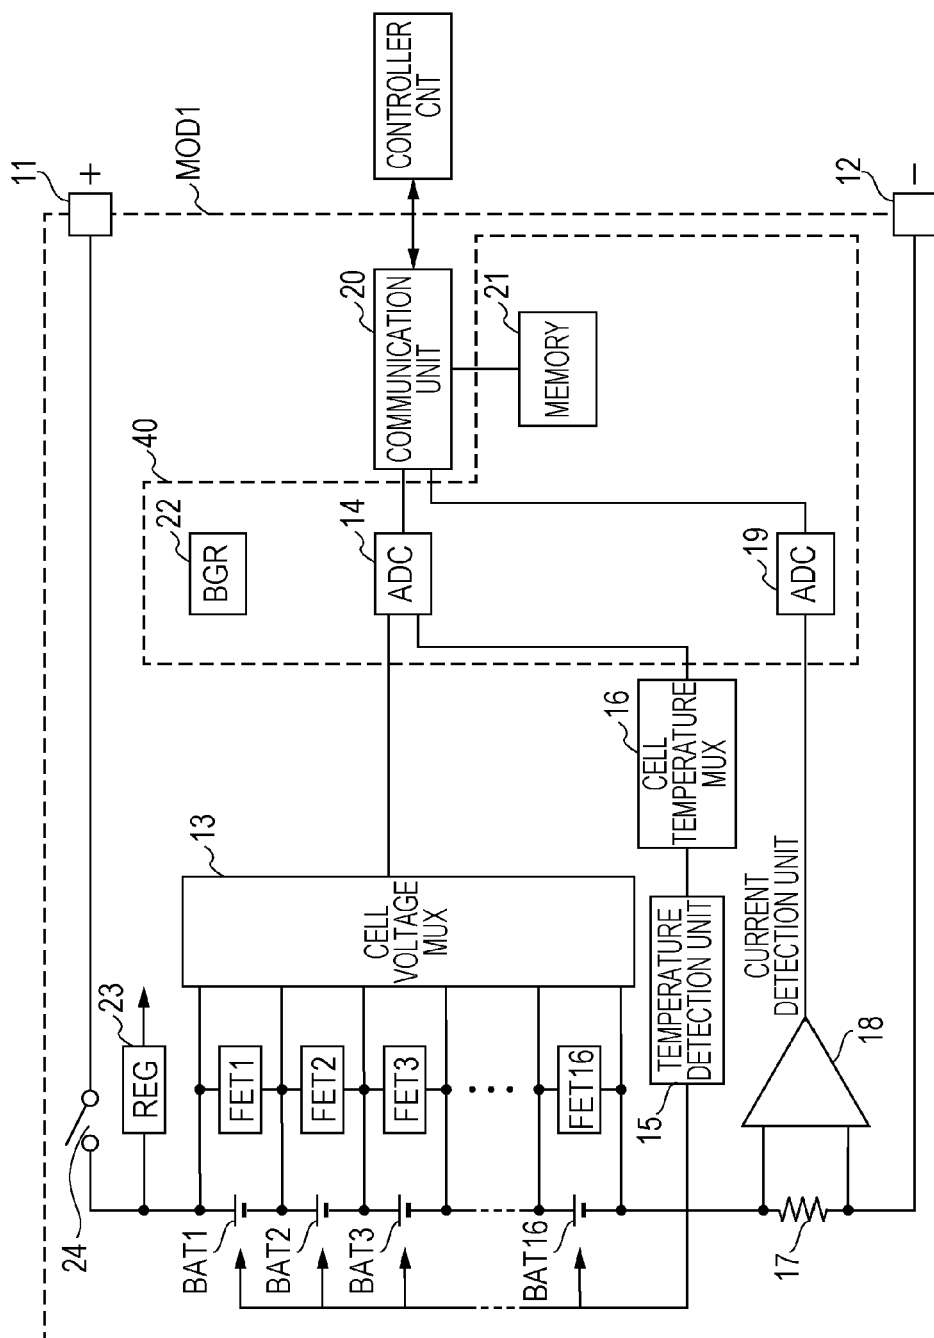 11
+
MOD1
CONTROLLER
CNT
12
−
40
22
BGR
14
ADC
20
COMMUNICATION
UNIT
21
MEMORY
19
ADC
13
CELL
VOLTAGE
MUX
16
CELL
TEMPERATURE
MUX
15
TEMPERATURE
DETECTION UNIT
CURRENT
DETECTION UNIT
18
17
24
23
REG
FET1
FET2
FET3
FET16
BAT1
BAT2
BAT3
BAT16